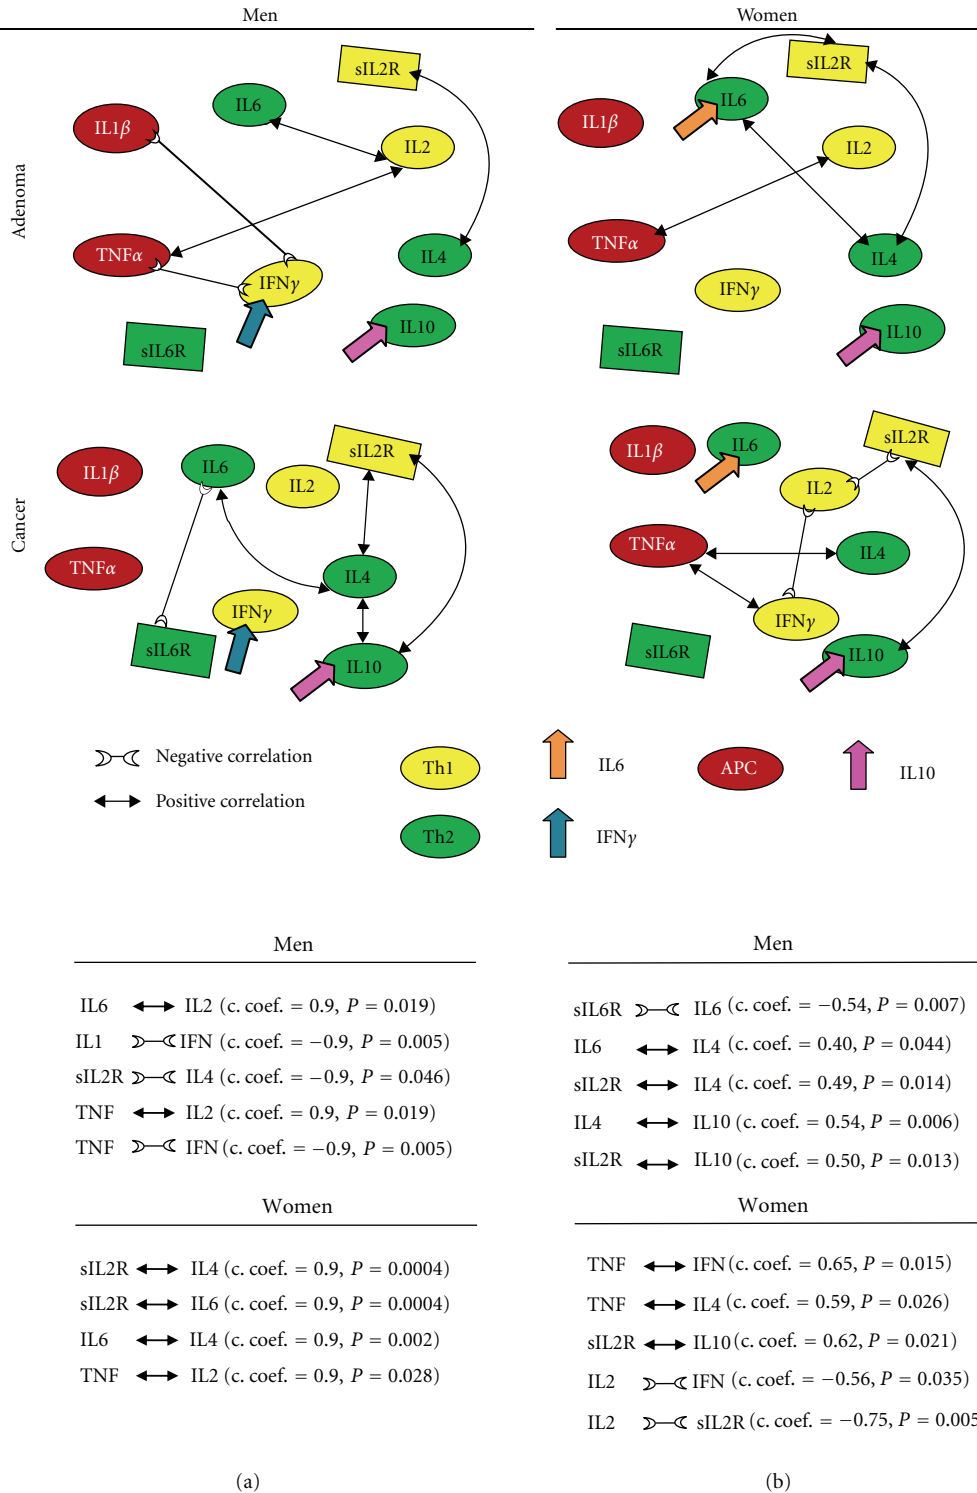 Men
Women
Adenoma
sIL2R
IL6
IL1β
IL2
TNFα
IL4
IFNγ
IL10
sIL6R
sIL2R
IL6
IL1β
IL2
TNFα
IL4
IFNγ
IL10
sIL6R
Cancer
sIL2R
IL6
IL1β
IL2
TNFα
IL4
IFNγ
sIL6R
IL10
sIL2R
IL6
IL1β
IL2
TNFα
IL4
IFNγ
sIL6R
IL10
Negative correlation
Positive correlation
Th1
Th2
IL6
IFNγ
APC
IL10
Men
IL6 ↔ IL2 (c. coef. = 0.9, P = 0.019)
IL1 IFN (c. coef. = −0.9, P = 0.005)
sIL2R IL4 (c. coef. = −0.9, P = 0.046)
TNF ↔ IL2 (c. coef. = 0.9, P = 0.019)
TNF IFN (c. coef. = −0.9, P = 0.005)
Women
sIL2R ↔ IL4 (c. coef. = 0.9, P = 0.0004)
sIL2R ↔ IL6 (c. coef. = 0.9, P = 0.0004)
IL6 ↔ IL4 (c. coef. = 0.9, P = 0.002)
TNF ↔ IL2 (c. coef. = 0.9, P = 0.028)
(a)
Men
sIL6R IL6 (c. coef. = −0.54, P = 0.007)
IL6 ↔ IL4 (c. coef. = 0.40, P = 0.044)
sIL2R ↔ IL4 (c. coef. = 0.49, P = 0.014)
IL4 ↔ IL10 (c. coef. = 0.54, P = 0.006)
sIL2R ↔ IL10 (c. coef. = 0.50, P = 0.013)
Women
TNF ↔ IFN (c. coef. = 0.65, P = 0.015)
TNF ↔ IL4 (c. coef. = 0.59, P = 0.026)
sIL2R ↔ IL10 (c. coef. = 0.62, P = 0.021)
IL2 IFN (c. coef. = −0.56, P = 0.035)
IL2 sIL2R (c. coef. = −0.75, P = 0.005
(b)